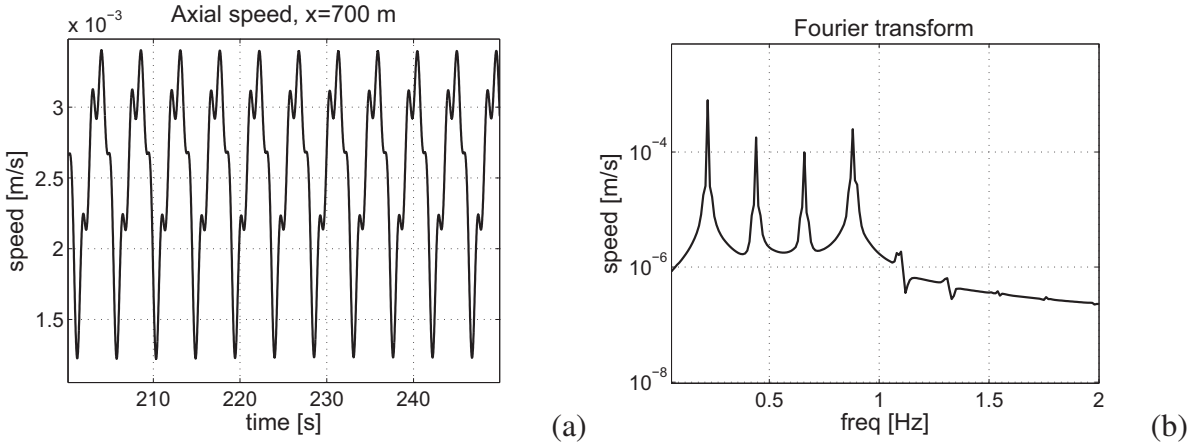 Axial speed, x=700 m
x 10⁻³
3
2.5
2
1.5
speed [m/s]
210 220 230 240
time [s]
(a)
Fourier transform
10⁻⁴
10⁻⁶
10⁻⁸
speed [m/s]
0.5 1 1.5 2
freq [Hz]
(b)